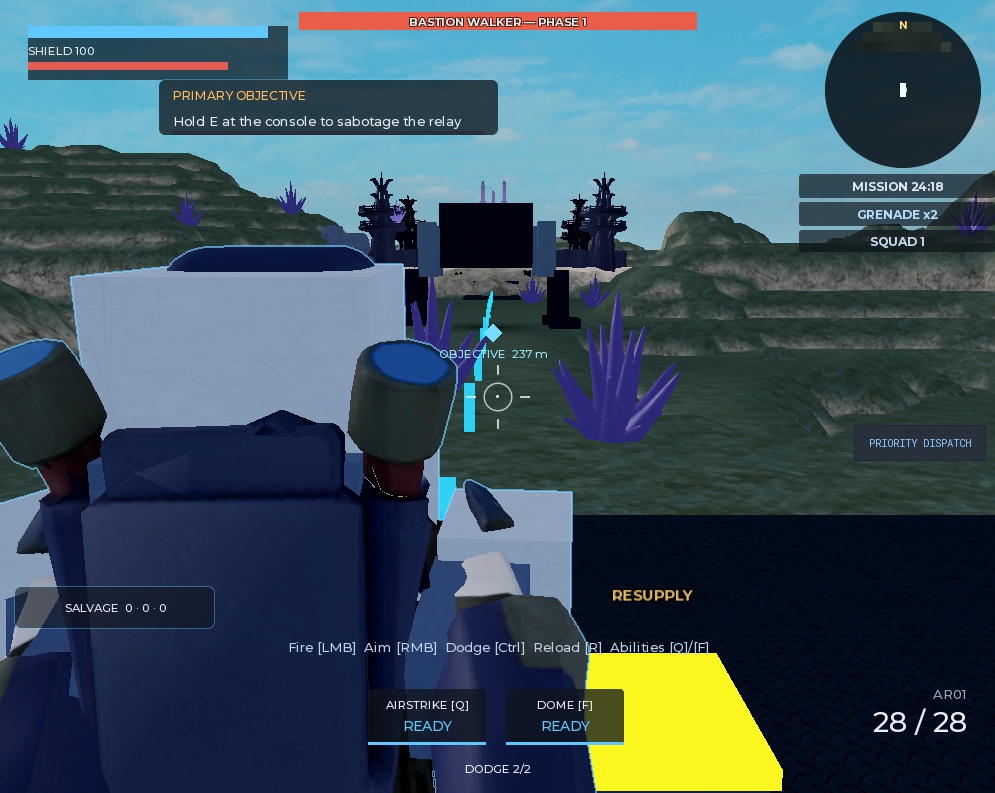 BASTION WALKER — PHASE 1
SHIELD 100
PRIMARY OBJECTIVE
Hold E at the console to sabotage the relay
N
MISSION 24:18
GRENADE x2
SQUAD 1
OBJECTIVE 237 m
PRIORITY DISPATCH
SALVAGE 0 · 0 · 0
RESUPPLY
Fire [LMB] Aim [RMB] Dodge [Ctrl] Reload [R] Abilities [Q]/[F]
AIRSTRIKE [Q]
READY
DOME [F]
READY
AR01
28 / 28
DODGE 2/2